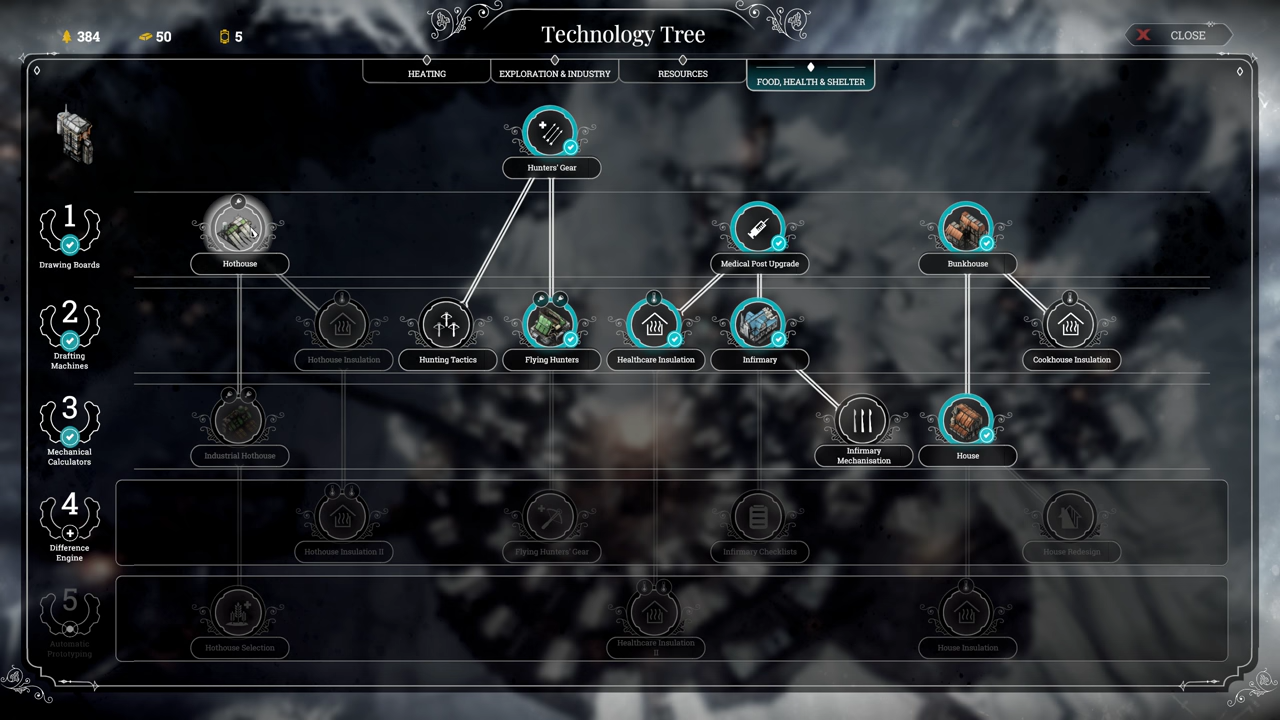 384
50
5
Technology Tree
CLOSE
HEATING
EXPLORATION & INDUSTRY
RESOURCES
FOOD, HEALTH & SHELTER
Hunters' Gear
1
Drawing Boards
Hothouse
Medical Post Upgrade
Bunkhouse
2
Drafting
Machines
Hothouse Insulation
Hunting Tactics
Flying Hunters
Healthcare Insulation
Infirmary
Cookhouse Insulation
3
Mechanical
Calculators
Industrial Hothouse
Infirmary
Mechanisation
House
4
Difference
Engine
Hothouse Insulation II
Flying Hunters' Gear
Infirmary Checklists
House Redesign
5
Automatic
Prototyping
Hothouse Selection
Healthcare Insulation
II
House Insulation